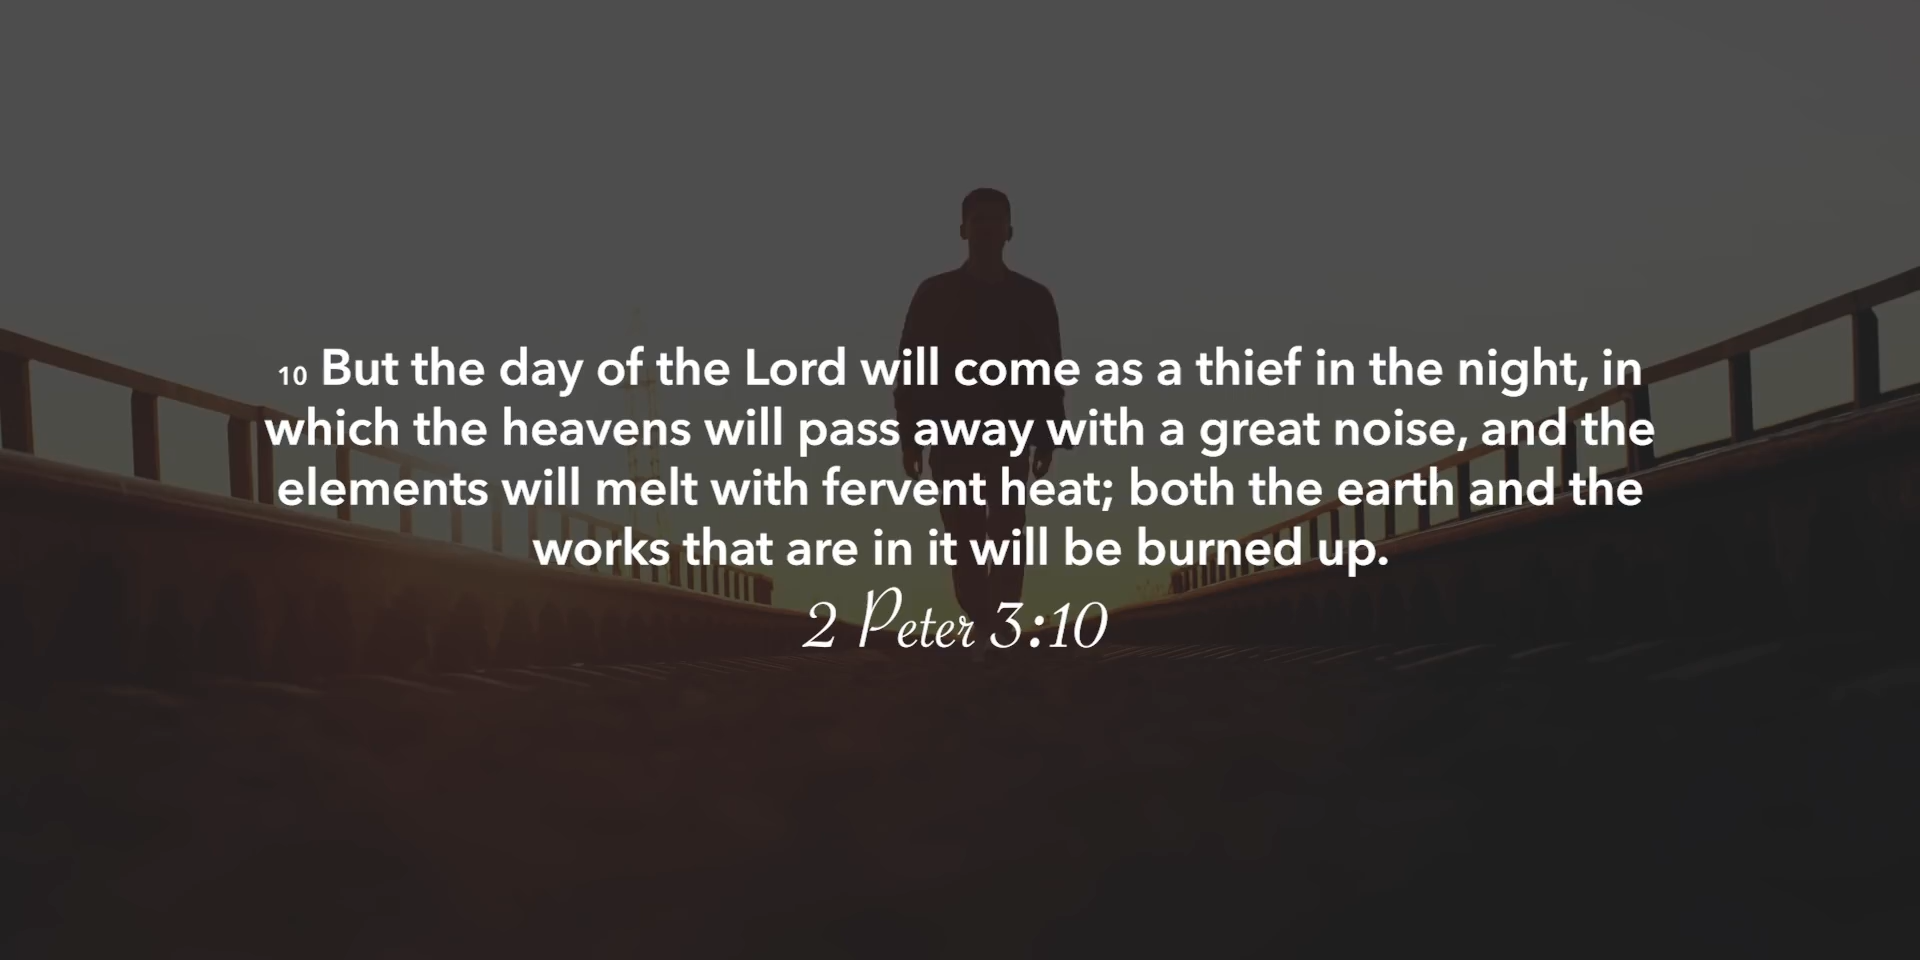 10 But the day of the Lord will come as a thief in the night, in
which the heavens will pass away with a great noise, and the
elements will melt with fervent heat; both the earth and the
works that are in it will be burned up.
2 Peter 3:10